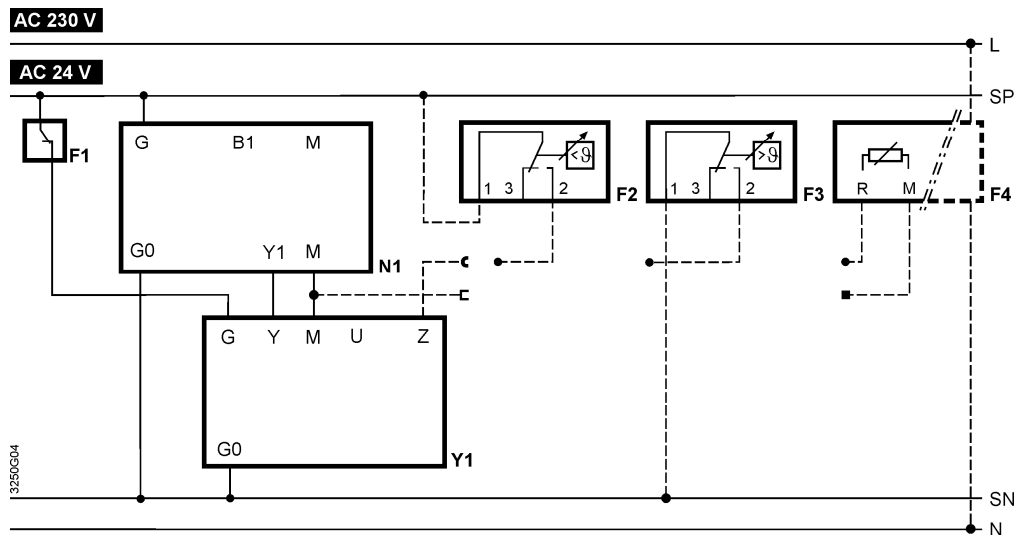 AC 230 V
L
AC 24 V
SP
F1
G B1 M
G0 Y1 M
N1
<ϑ
1 3 2
F2
>ϑ
1 3 2
F3
R M
F4
G Y M U Z
G0
Y1
3250G04
SN
N